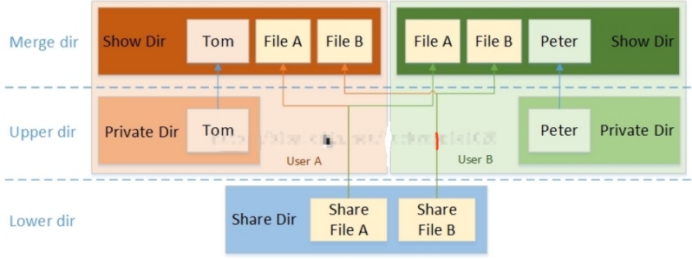 Merge dir
Show Dir
Tom
File A
File B
File A
File B
Peter
Show Dir
Upper dir
Private Dir
Tom
Peter
Private Dir
User A
User B
Lower dir
Share Dir
Share
File A
Share
File B